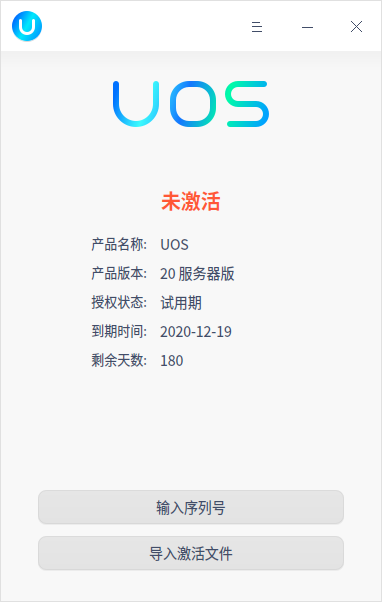 UOS
未激活
产品名称: UOS
产品版本: 20 服务器版
授权状态: 试用期
到期时间: 2020-12-19
剩余天数: 180
输入序列号
导入激活文件